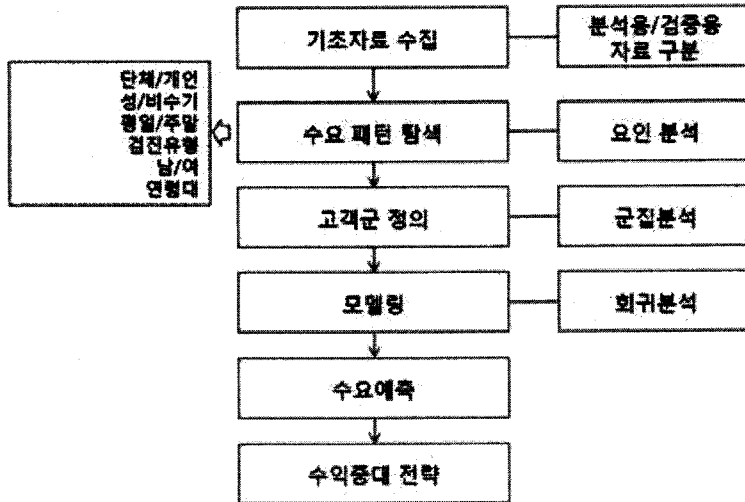 기초자료 수집
분석용/검증용
자료 구분
단체/개인
성/비수기
평일/주말
검진유형
남/여
연령대
수요 패턴 탐색
요인 분석
고객군 정의
군집분석
모델링
회귀분석
수요예측
수익증대 전략